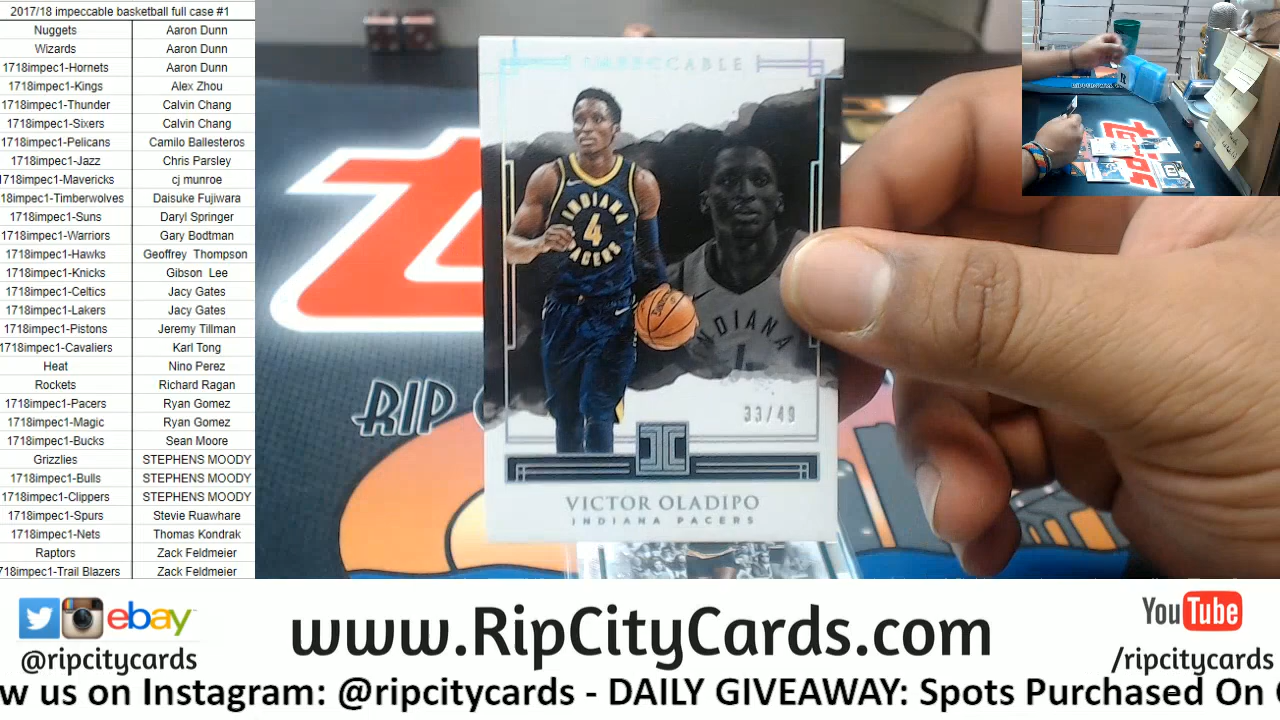 2017/18 impeccable basketball full case #1
Nuggets Aaron Dunn
Wizards Aaron Dunn
1718impec1-Hornets Aaron Dunn
1718impec1-Kings Alex Zhou
1718impec1-Thunder Calvin Chang
1718impec1-Sixers Calvin Chang
1718impec1-Pelicans Camilo Ballesteros
1718impec1-Jazz Chris Parsley
1718impec1-Mavericks cj munroe
18impec1-Timberwolves Daisuke Fujiwara
1718impec1-Suns Daryl Springer
1718impec1-Warriors Gary Bodtman
1718impec1-Hawks Geoffrey Thompson
1718impec1-Knicks Gibson Lee
1718impec1-Celtics Jacy Gates
1718impec1-Lakers Jacy Gates
1718impec1-Pistons Jeremy Tillman
1718impec1-Cavaliers Karl Tong
Heat Nino Perez
Rockets Richard Ragan
1718impec1-Pacers Ryan Gomez
1718impec1-Magic Ryan Gomez
1718impec1-Bucks Sean Moore
Grizzlies STEPHENS MOODY
1718impec1-Bulls STEPHENS MOODY
1718impec1-Clippers STEPHENS MOODY
1718impec1-Spurs Stevie Ruawhare
1718impec1-Nets Thomas Kondrak
Raptors Zack Feldmeier
718impec1-Trail Blazers Zack Feldmeier
IMPECCABLE
INDIANA
4
PACERS
INDIANA
33/49
VICTOR OLADIPO
INDIANA PACERS
RIP
ebay
@ripcitycards
www.RipCityCards.com
YouTube
/ripcitycards
w us on Instagram: @ripcitycards - DAILY GIVEAWAY: Spots Purchased On